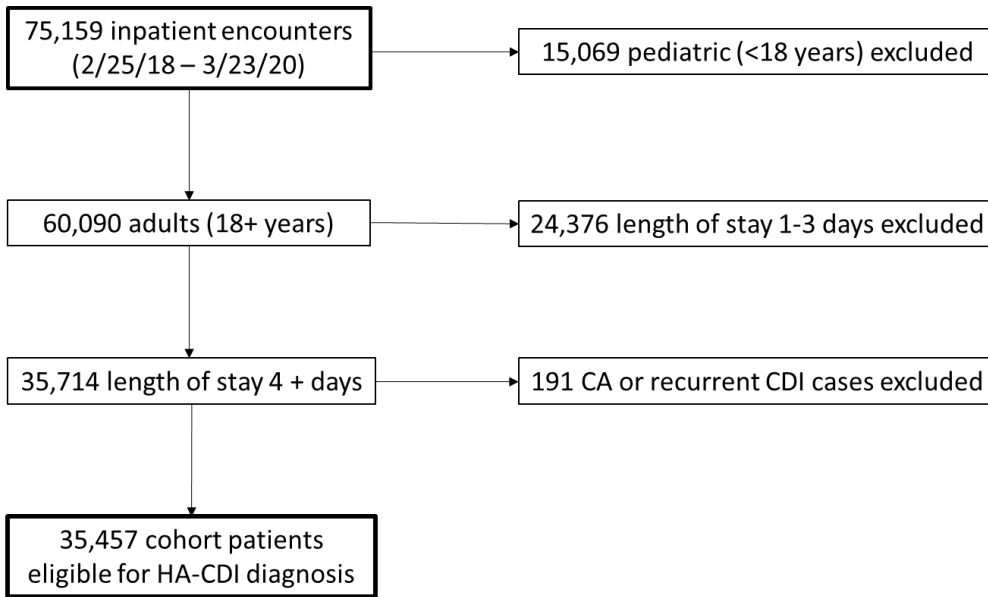 75,159 inpatient encounters
(2/25/18 – 3/23/20)
15,069 pediatric (<18 years) excluded
60,090 adults (18+ years)
24,376 length of stay 1-3 days excluded
35,714 length of stay 4 + days
191 CA or recurrent CDI cases excluded
35,457 cohort patients
eligible for HA-CDI diagnosis